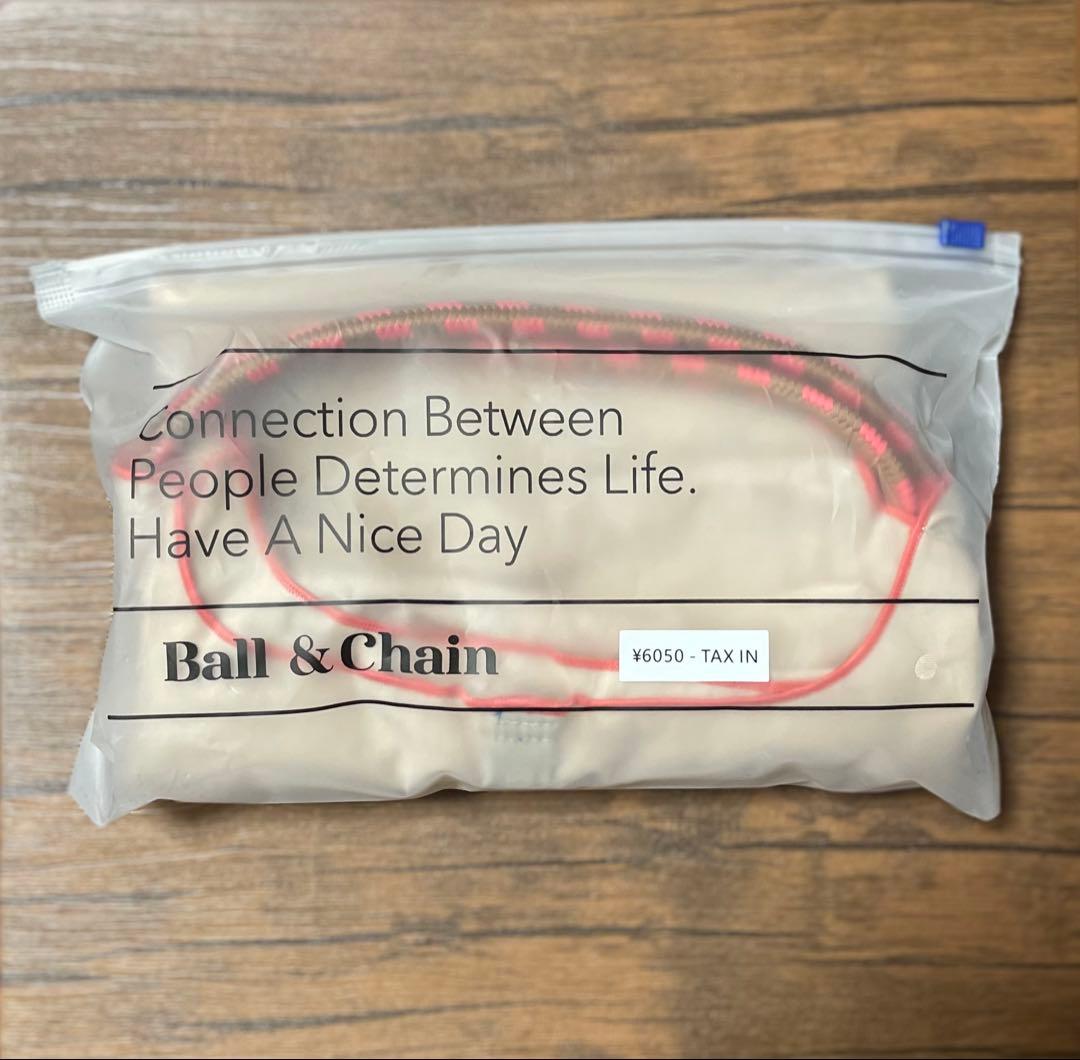 Connection Between
People Determines Life.
Have A Nice Day
Ball & Chain
¥6050 - TAX IN